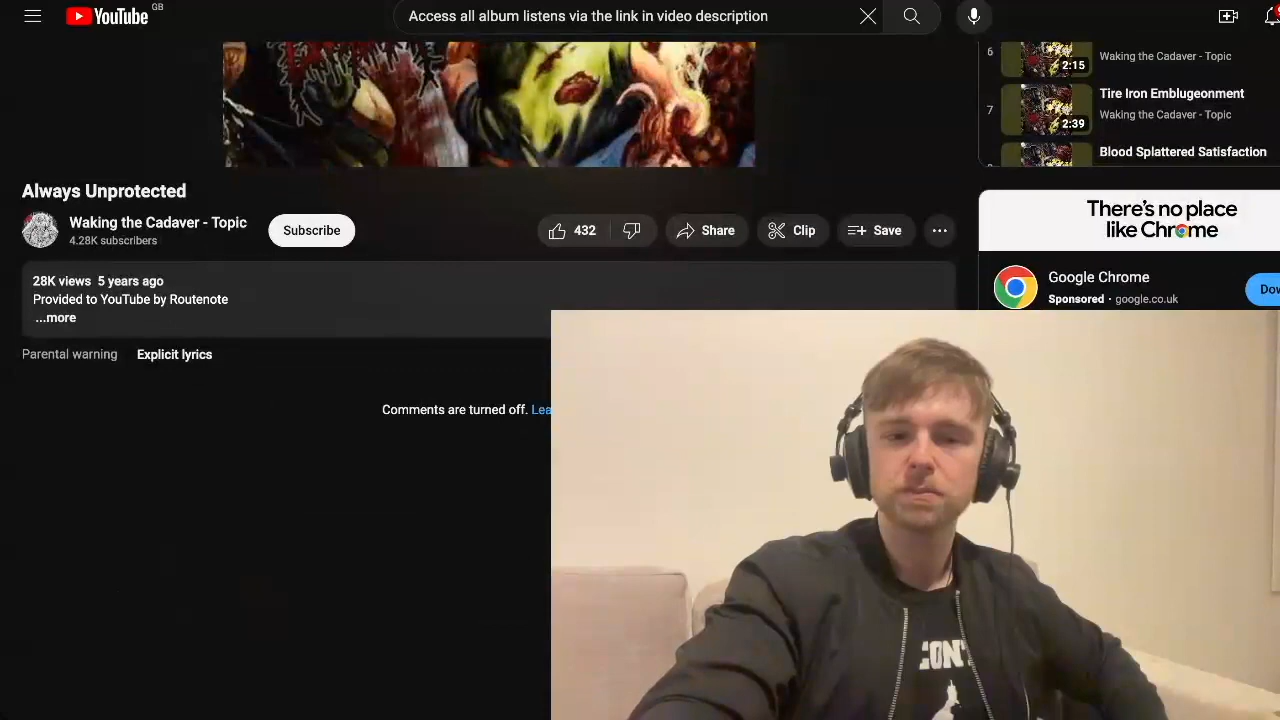 YouTube GB
Access all album listens via the link in video description
6
2:15
Waking the Cadaver - Topic
7
2:39
Tire Iron Embludgeonment
Waking the Cadaver - Topic
Blood Splattered Satisfaction
Always Unprotected
Waking the Cadaver - Topic
4.28K subscribers
Subscribe
432
Share
Clip
Save
There's no place
like Chrome
28K views 5 years ago
Provided to YouTube by Routenote
...more
Google Chrome
Sponsored · google.co.uk
Parental warning
Explicit lyrics
Comments are turned off.